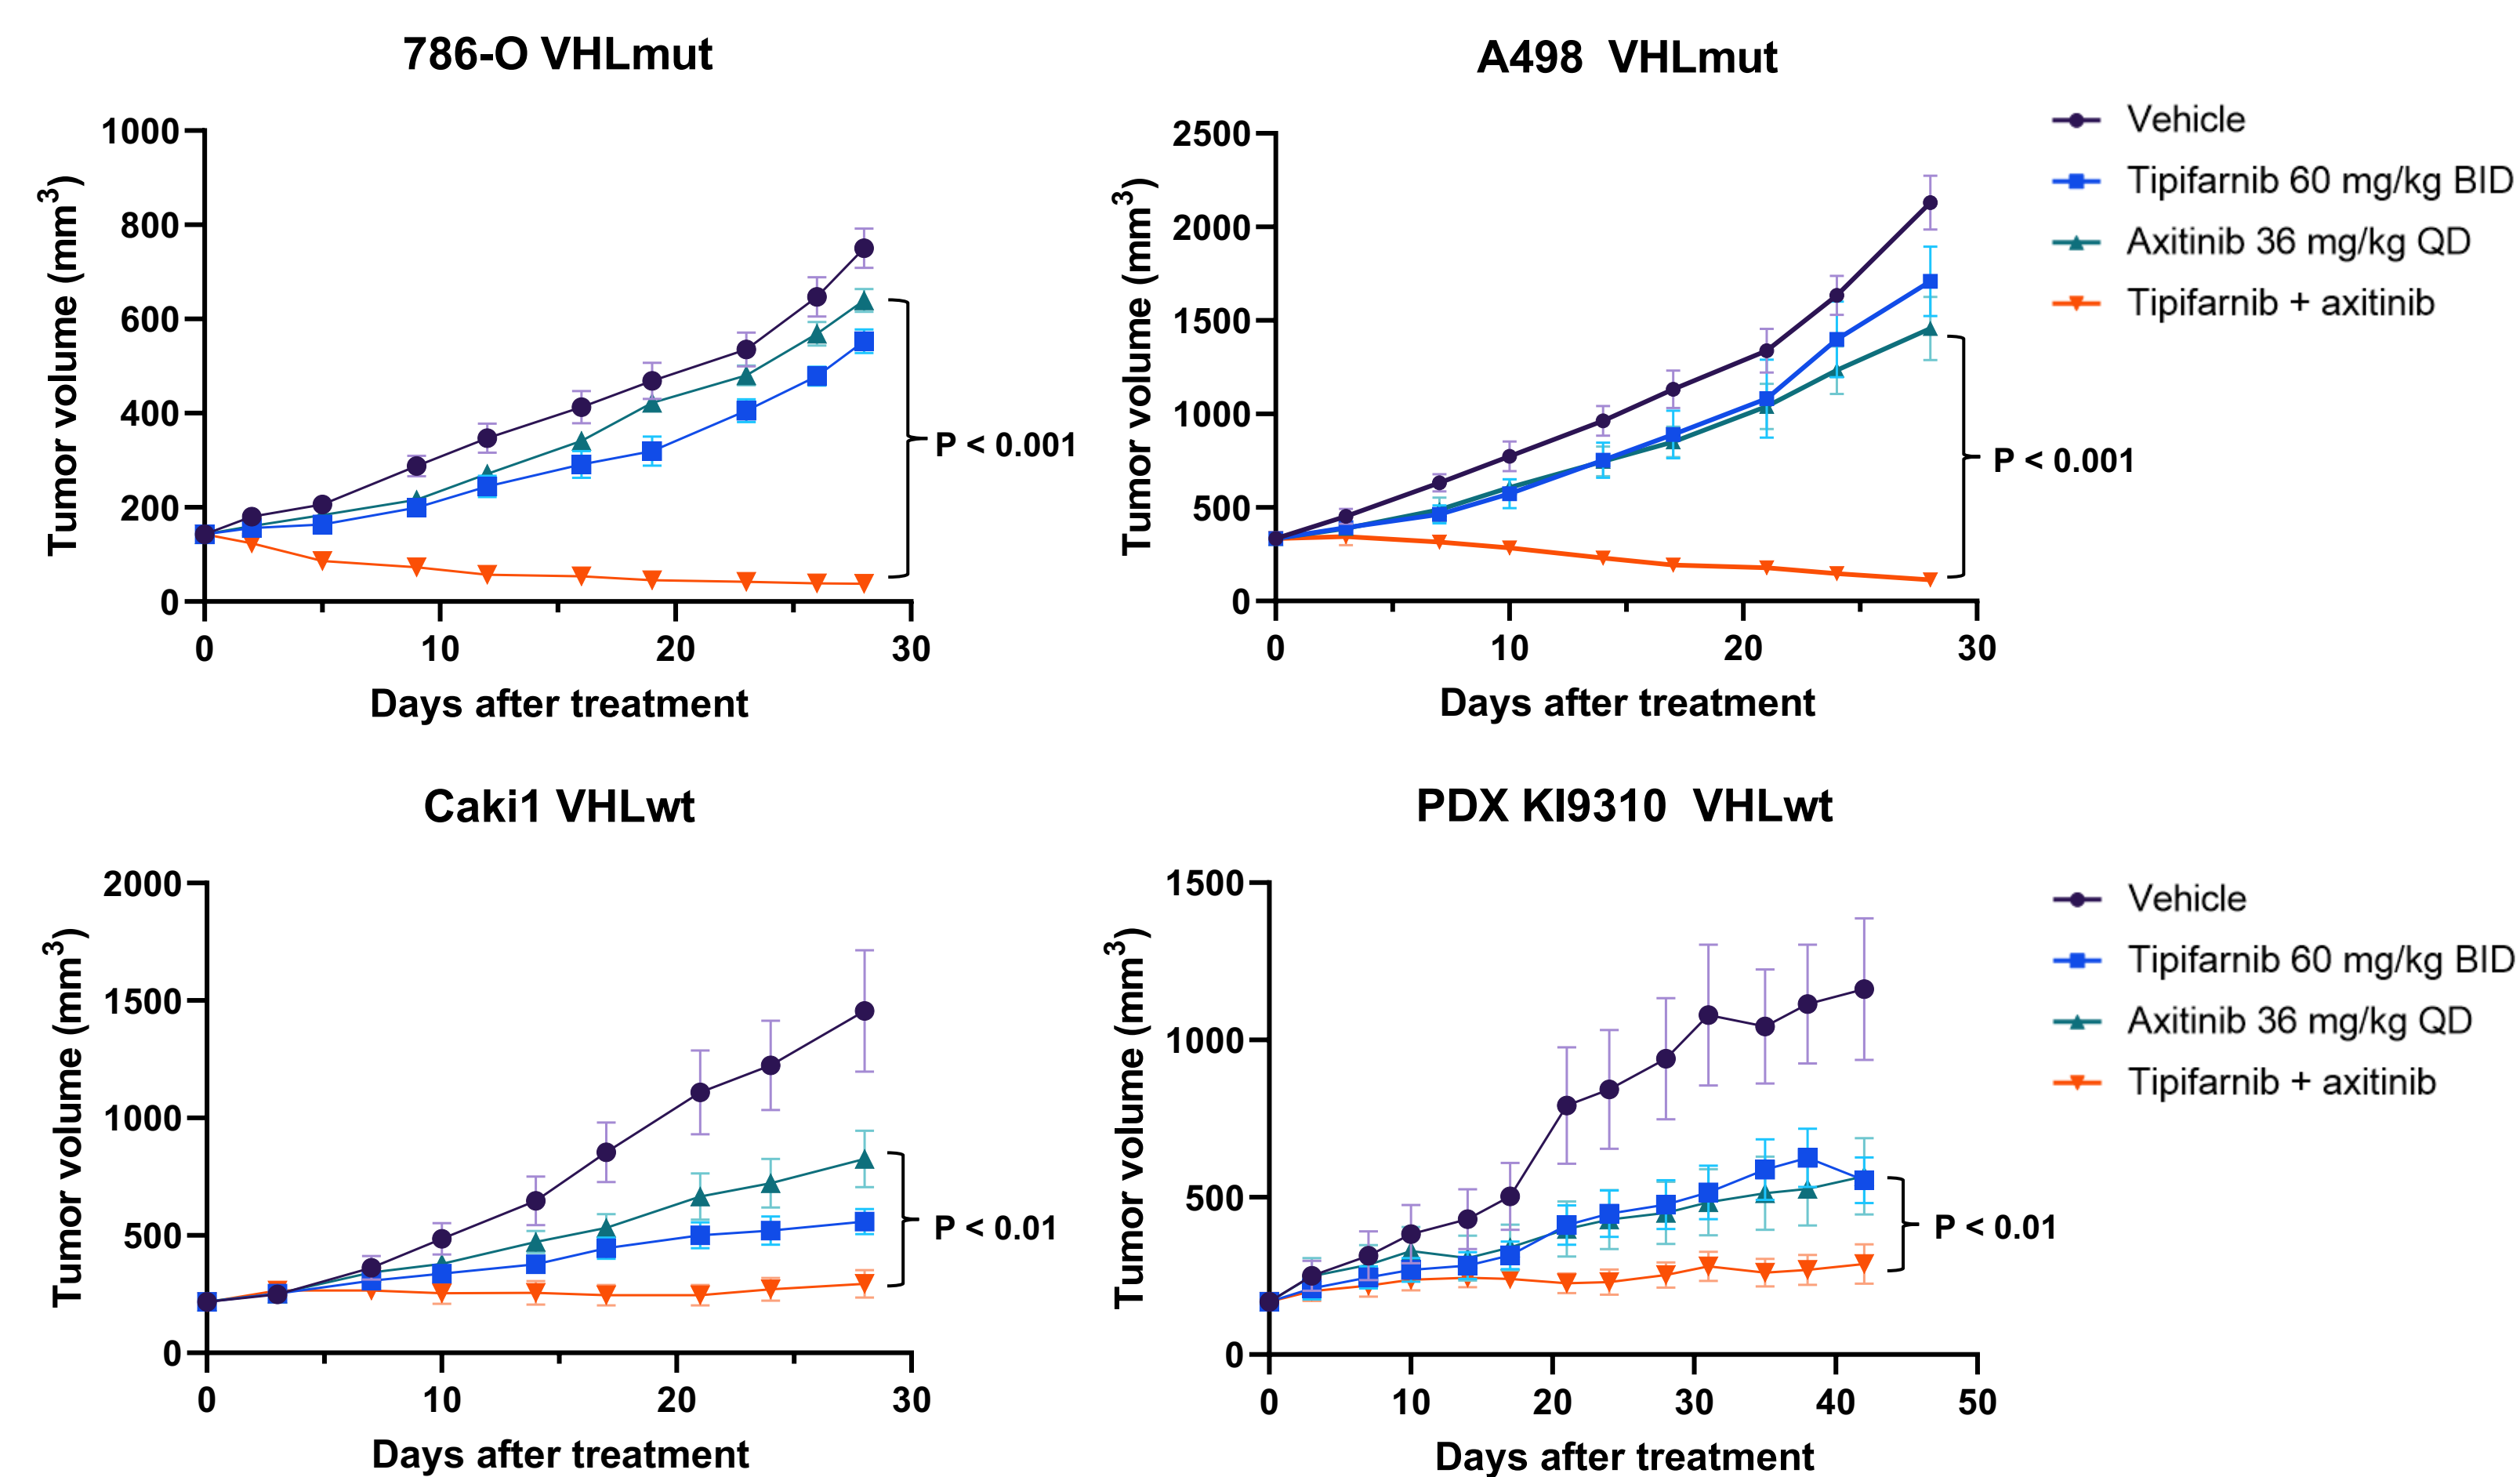 786-O VHLmut
Tumor volume (mm3)
1000
800
600
400
200
0
0 10 20 30
Days after treatment
P < 0.001
A498 VHLmut
Tumor volume (mm3)
2500
2000
1500
1000
500
0
0 10 20 30
Days after treatment
P < 0.001
Vehicle
Tipifarnib 60 mg/kg BID
Axitinib 36 mg/kg QD
Tipifarnib + axitinib
Caki1 VHLwt
Tumor volume (mm3)
2000
1500
1000
500
0
0 10 20 30
Days after treatment
P < 0.01
PDX KI9310 VHLwt
Tumor volume (mm3)
1500
1000
500
0
0 10 20 30 40 50
Days after treatment
P < 0.01
Vehicle
Tipifarnib 60 mg/kg BID
Axitinib 36 mg/kg QD
Tipifarnib + axitinib